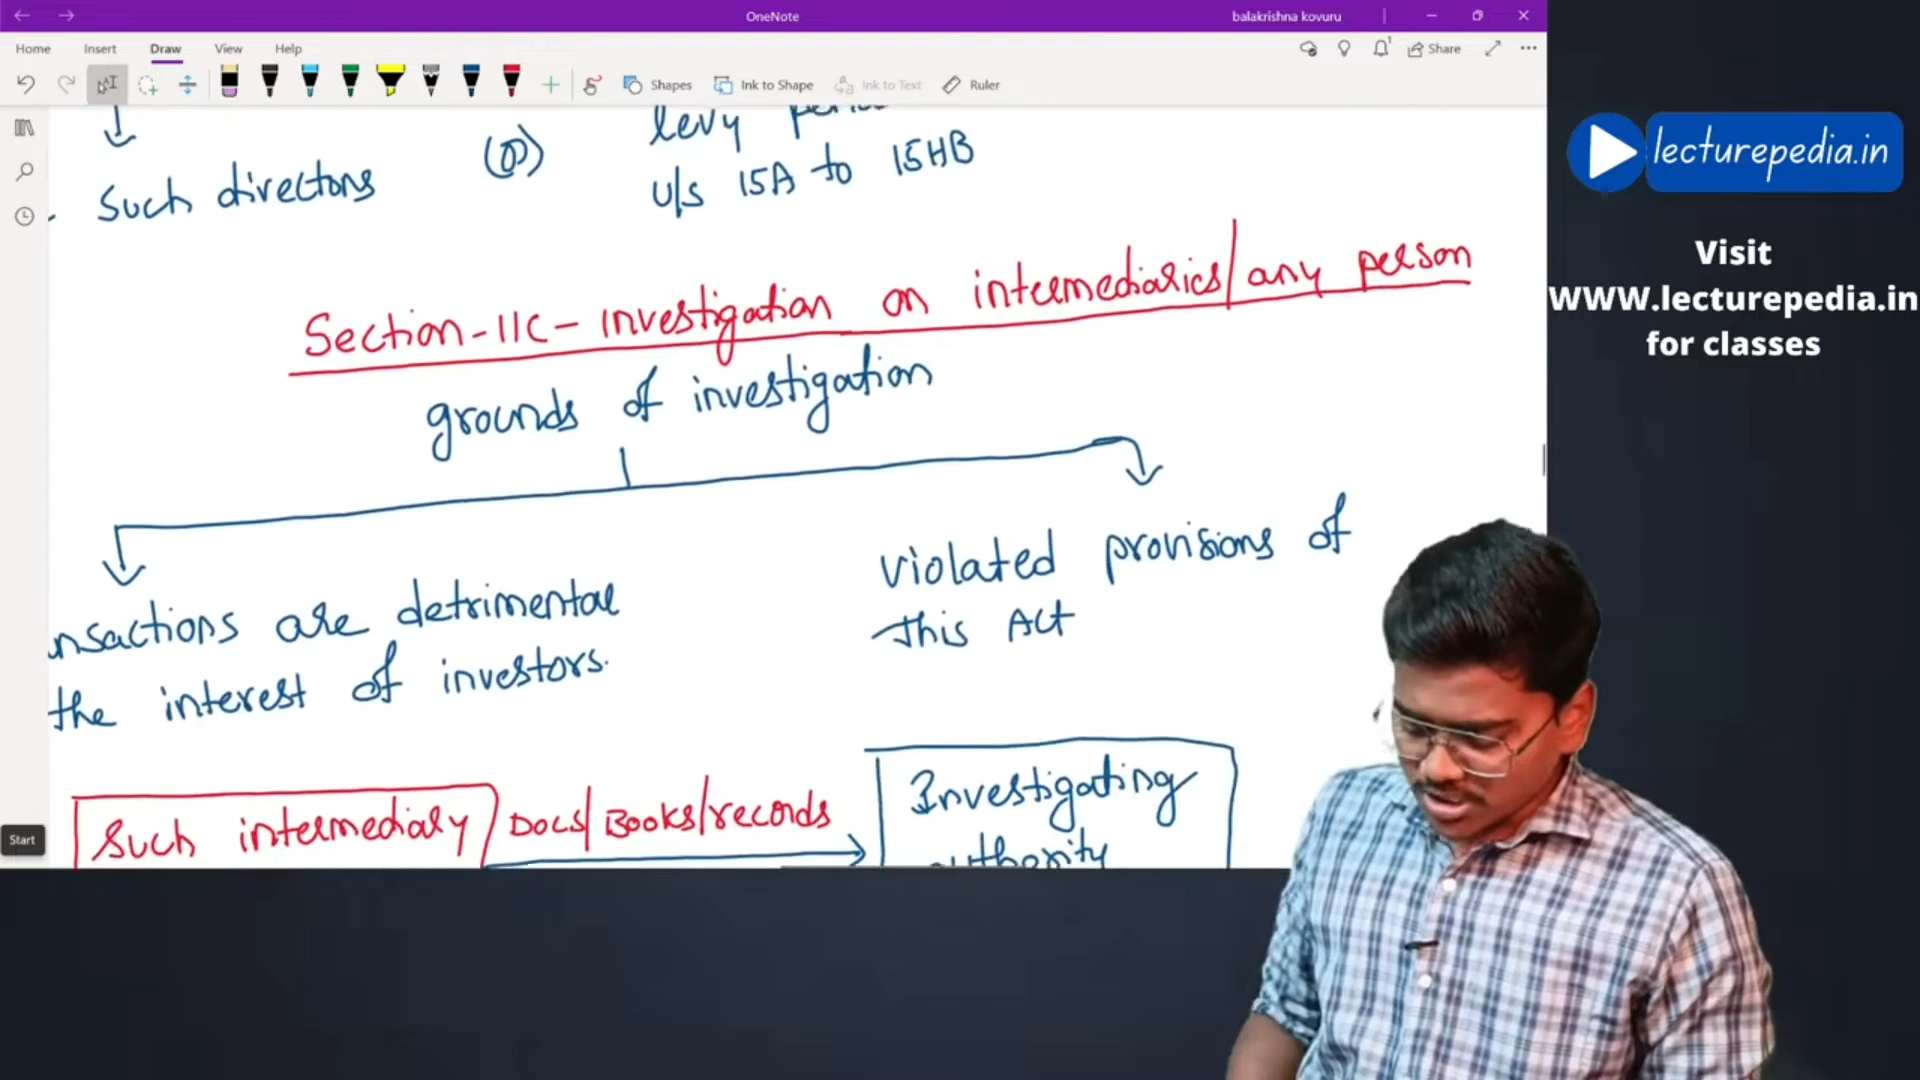 OneNote
balakrishna kovuru
Home Insert Draw View Help
Share
Shapes Ink to Shape Ink to Text Ruler
levy
u/s 15A to 15HB
Such directors
(or)
Section-11C- investigation on intermediaries/any person
grounds of investigation
nsactions are detrimental
the interest of investors.
violated provisions of
this Act
Such intermediary
Docs/Books/records
Investigating
authority
Start
lecturepedia.in
Visit
WWW.lecturepedia.in
for classes